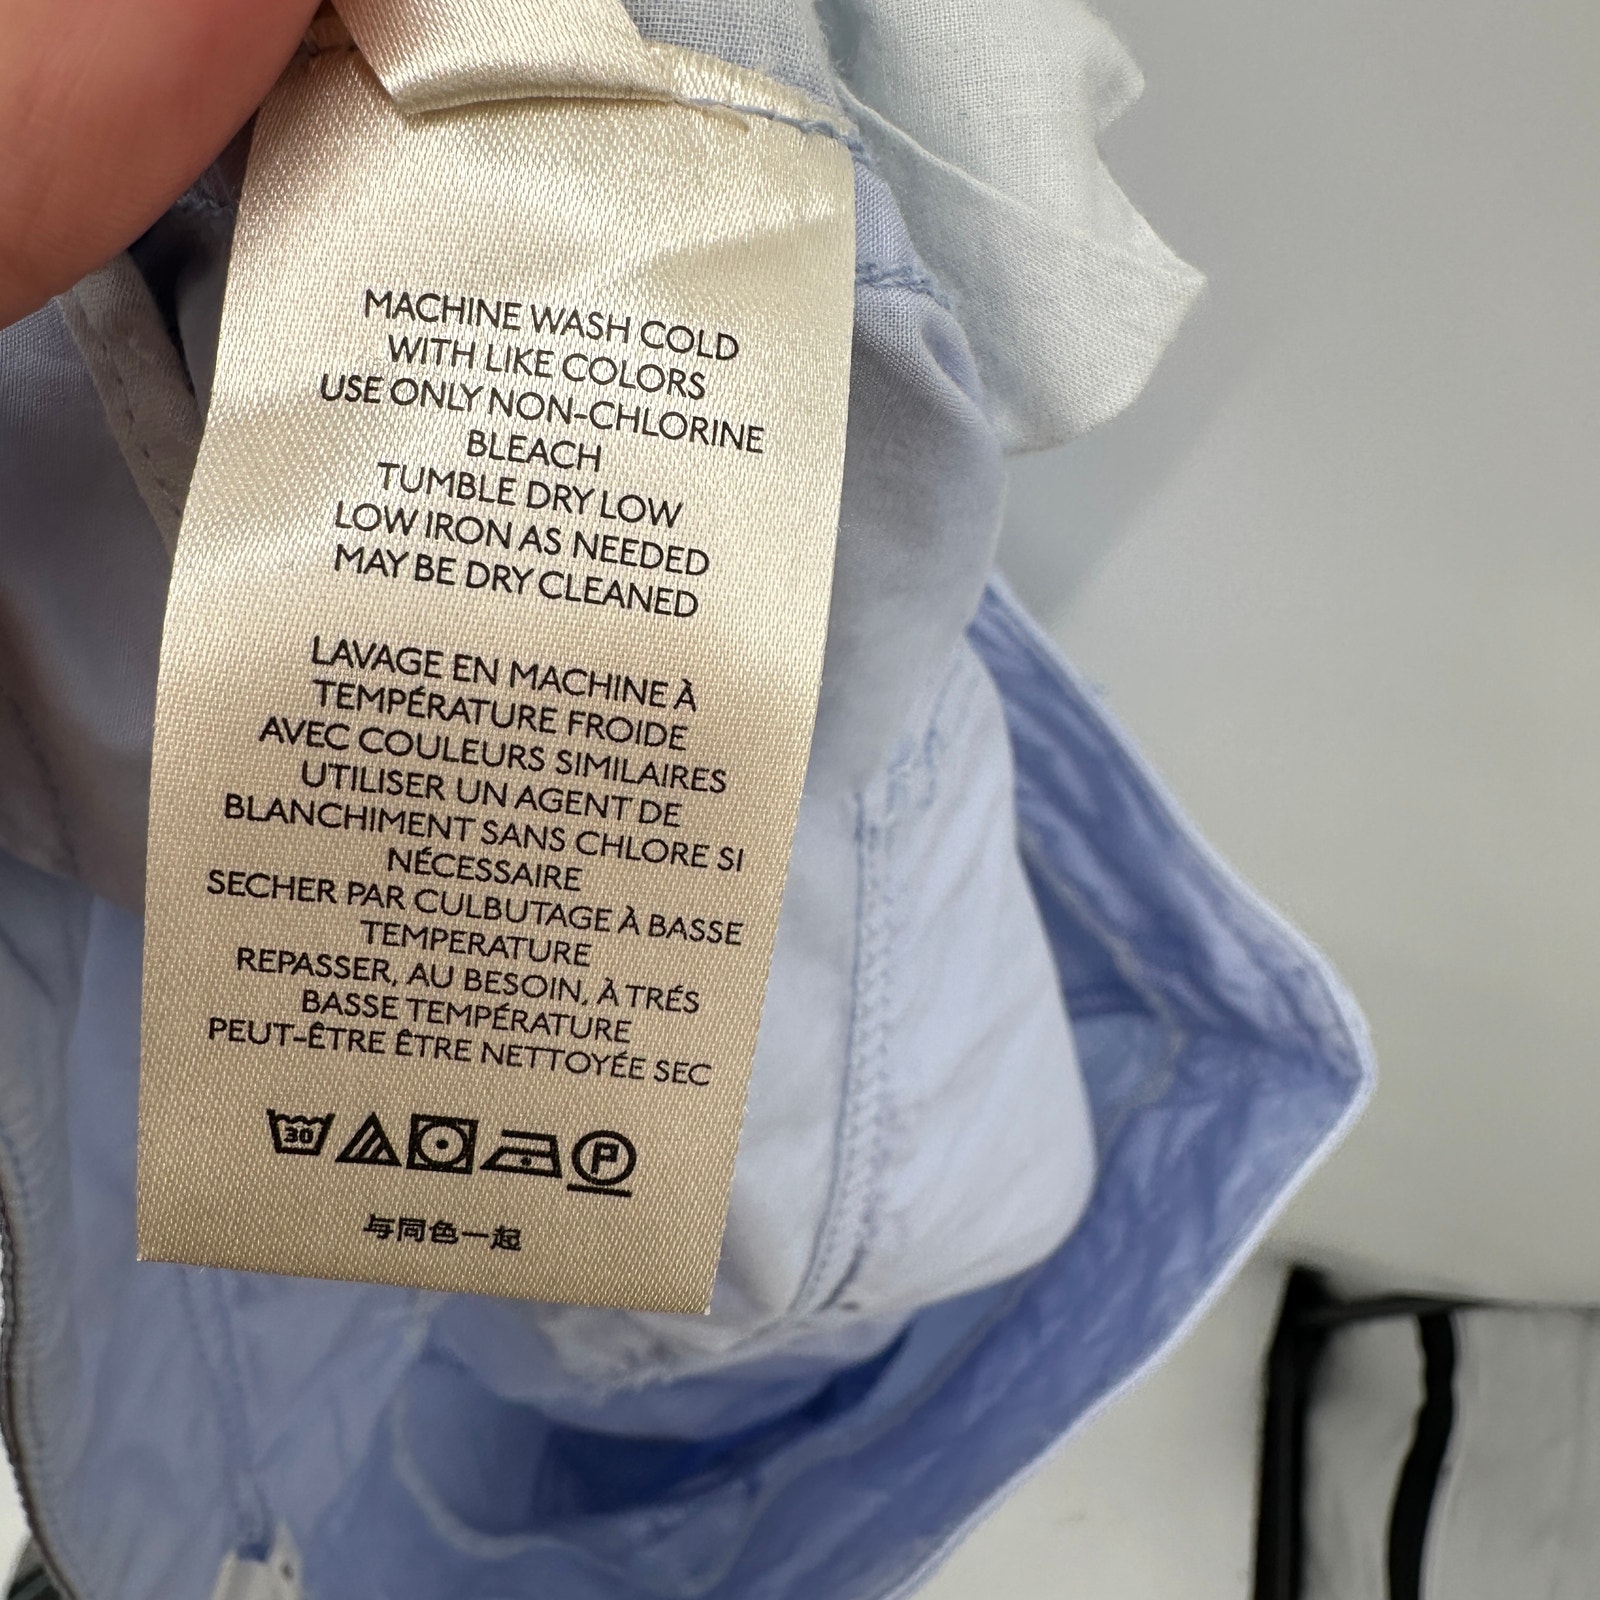 MACHINE WASH COLD
WITH LIKE COLORS
USE ONLY NON-CHLORINE
BLEACH
TUMBLE DRY LOW
LOW IRON AS NEEDED
MAY BE DRY CLEANED
LAVAGE EN MACHINE À
TEMPÉRATURE FROIDE
AVEC COULEURS SIMILAIRES
UTILISER UN AGENT DE
BLANCHIMENT SANS CHLORE SI
NÉCESSAIRE
SECHER PAR CULBUTAGE À BASSE
TEMPERATURE
REPASSER, AU BESOIN, À TRÉS
BASSE TEMPÉRATURE
PEUT-ÊTRE ÊTRE NETTOYÉE SEC
30 P
与同色一起